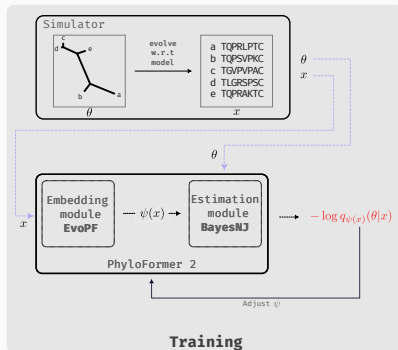 Simulator
c
d
e
b
a
θ
evolve
w.r.t
model
a TQPRLPTC
b TQPSVPKC
c TGVPVPAC
d TLGRSPSC
e TQPRAKTC
x
θ
x
θ
x
Embedding
module
EvoPF
ψ(x)
Estimation
module
BayesNJ
− log qψ(x)(θ|x)
PhyloFormer 2
Adjust ψ
Training